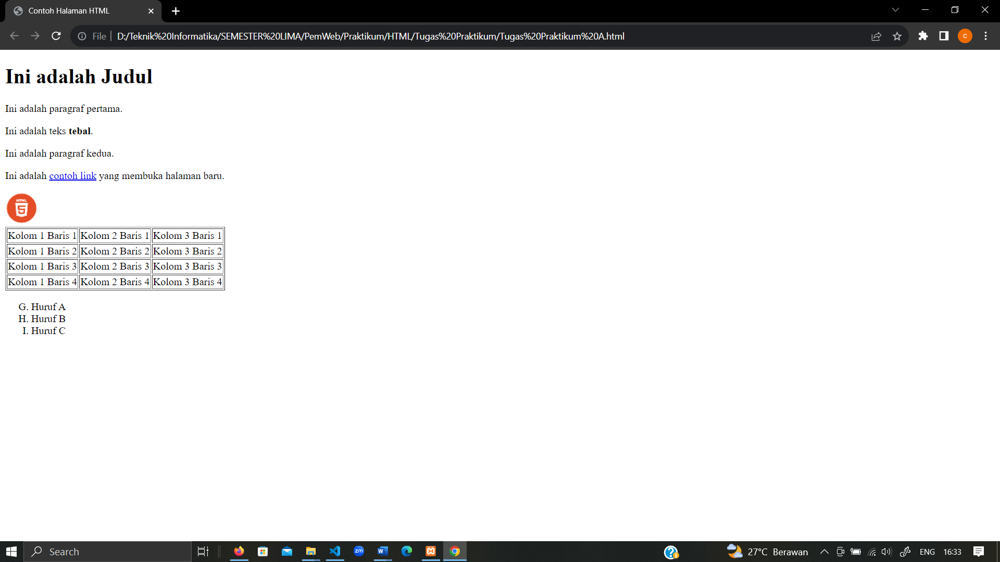 Contoh Halaman HTML
File
D:/Teknik%20Informatika/SEMESTER%20LIMA/PemWeb/Praktikum/HTML/Tugas%20Praktikum/Tugas%20Praktikum%20A.html
C
Ini adalah Judul
Ini adalah paragraf pertama.
Ini adalah teks tebal.
Ini adalah paragraf kedua.
Ini adalah contoh link yang membuka halaman baru.
HTML
5
Kolom 1 Baris 1 Kolom 2 Baris 1 Kolom 3 Baris 1
Kolom 1 Baris 2 Kolom 2 Baris 2 Kolom 3 Baris 2
Kolom 1 Baris 3 Kolom 2 Baris 3 Kolom 3 Baris 3
Kolom 1 Baris 4 Kolom 2 Baris 4 Kolom 3 Baris 4
G. Huruf A
H. Huruf B
I. Huruf C
Search
zm
W
27°C Berawan
ENG
16:33